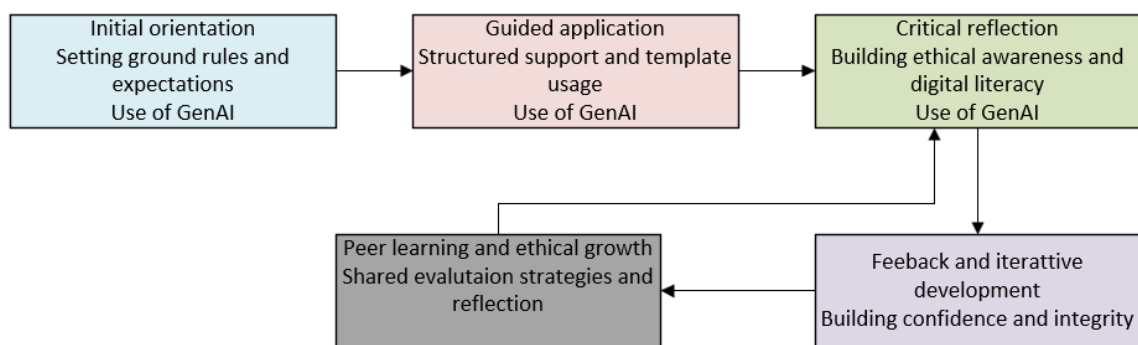 Initial orientation
Setting ground rules and
expectations
Use of GenAI
Guided application
Structured support and template
usage
Use of GenAI
Critical reflection
Building ethical awareness and
digital literacy
Use of GenAI
Peer learning and ethical growth
Shared evalutaion strategies and
reflection
Feeback and iterattive
development
Building confidence and integrity